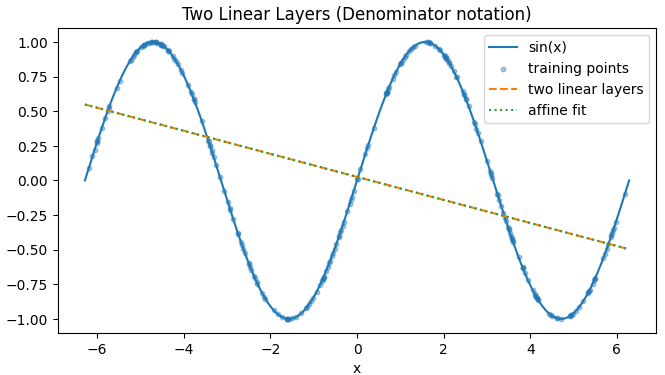 Two Linear Layers (Denominator notation)
sin(x)
training points
two linear layers
affine fit
1.00
0.75
0.50
0.25
0.00
−0.25
−0.50
−0.75
−1.00
−6 −4 −2 0 2 4 6
x